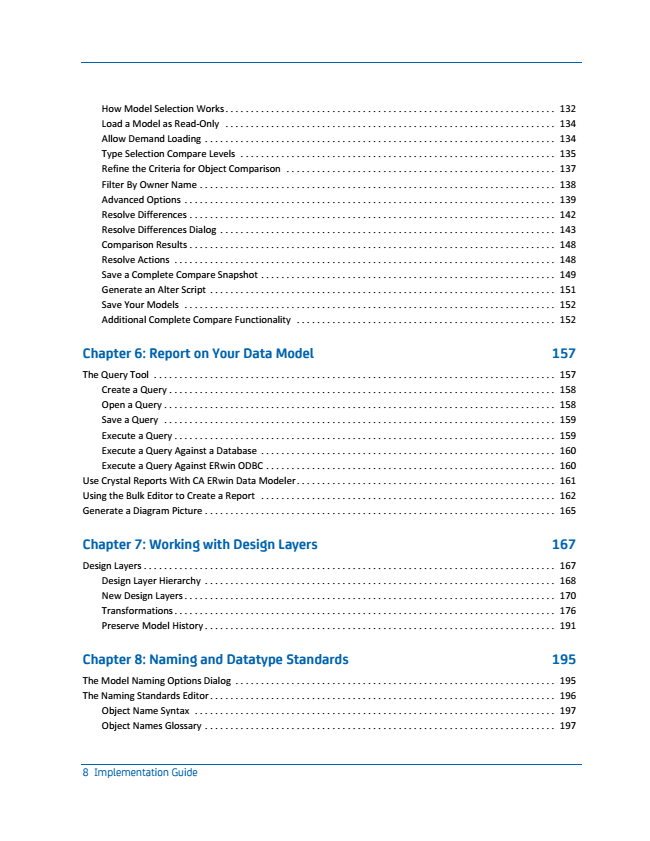 How Model Selection Works . . . . . . . . . . . . . . . . . . . . . . . . . . . . . . . . . . . . . . . . . . . . . . . . . . . . . . . . . . . . . . . . 132
Load a Model as Read-Only . . . . . . . . . . . . . . . . . . . . . . . . . . . . . . . . . . . . . . . . . . . . . . . . . . . . . . . . . . . . . . . . 134
Allow Demand Loading . . . . . . . . . . . . . . . . . . . . . . . . . . . . . . . . . . . . . . . . . . . . . . . . . . . . . . . . . . . . . . . . 134
Type Selection Compare Levels . . . . . . . . . . . . . . . . . . . . . . . . . . . . . . . . . . . . . . . . . . . . . . . . . . . . . . . . . . . . 135
Refine the Criteria for Object Comparison . . . . . . . . . . . . . . . . . . . . . . . . . . . . . . . . . . . . . . . . . . . . . . . . . . . . 137
Filter By Owner Name . . . . . . . . . . . . . . . . . . . . . . . . . . . . . . . . . . . . . . . . . . . . . . . . . . . . . . . . . . . . . . . . 138
Advanced Options . . . . . . . . . . . . . . . . . . . . . . . . . . . . . . . . . . . . . . . . . . . . . . . . . . . . . . . . . . . . . . . . 139
Resolve Differences . . . . . . . . . . . . . . . . . . . . . . . . . . . . . . . . . . . . . . . . . . . . . . . . . . . . . . . . . . . . . . . . 142
Resolve Differences Dialog . . . . . . . . . . . . . . . . . . . . . . . . . . . . . . . . . . . . . . . . . . . . . . . . . . . . . . . . . . . . . . . . 143
Comparison Results . . . . . . . . . . . . . . . . . . . . . . . . . . . . . . . . . . . . . . . . . . . . . . . . . . . . . . . . . . . . . . . . 148
Resolve Actions . . . . . . . . . . . . . . . . . . . . . . . . . . . . . . . . . . . . . . . . . . . . . . . . . . . . . . . . . . . . . . . . 148
Save a Complete Compare Snapshot . . . . . . . . . . . . . . . . . . . . . . . . . . . . . . . . . . . . . . . . . . . . . . . . . . . . . . . . 149
Generate an Alter Script . . . . . . . . . . . . . . . . . . . . . . . . . . . . . . . . . . . . . . . . . . . . . . . . . . . . . . . . . . . . . . . . 151
Save Your Models . . . . . . . . . . . . . . . . . . . . . . . . . . . . . . . . . . . . . . . . . . . . . . . . . . . . . . . . . . . . . . . . 152
Additional Complete Compare Functionality . . . . . . . . . . . . . . . . . . . . . . . . . . . . . . . . . . . . . . . . . . . . . . . . . . 152
Chapter 6: Report on Your Data Model 157
The Query Tool . . . . . . . . . . . . . . . . . . . . . . . . . . . . . . . . . . . . . . . . . . . . . . . . . . . . . . . . . . . . . . . . 157
Create a Query . . . . . . . . . . . . . . . . . . . . . . . . . . . . . . . . . . . . . . . . . . . . . . . . . . . . . . . . . . . . . . . . 158
Open a Query . . . . . . . . . . . . . . . . . . . . . . . . . . . . . . . . . . . . . . . . . . . . . . . . . . . . . . . . . . . . . . . . 158
Save a Query . . . . . . . . . . . . . . . . . . . . . . . . . . . . . . . . . . . . . . . . . . . . . . . . . . . . . . . . . . . . . . . . 159
Execute a Query . . . . . . . . . . . . . . . . . . . . . . . . . . . . . . . . . . . . . . . . . . . . . . . . . . . . . . . . . . . . . . . . 159
Execute a Query Against a Database . . . . . . . . . . . . . . . . . . . . . . . . . . . . . . . . . . . . . . . . . . . . . . . . . . . . . . . . 160
Execute a Query Against ERwin ODBC . . . . . . . . . . . . . . . . . . . . . . . . . . . . . . . . . . . . . . . . . . . . . . . . . . . . . . . 160
Use Crystal Reports With CA ERwin Data Modeler . . . . . . . . . . . . . . . . . . . . . . . . . . . . . . . . . . . . . . . . . . . . . . . . . 161
Using the Bulk Editor to Create a Report . . . . . . . . . . . . . . . . . . . . . . . . . . . . . . . . . . . . . . . . . . . . . . . . . . . . . . . . 162
Generate a Diagram Picture . . . . . . . . . . . . . . . . . . . . . . . . . . . . . . . . . . . . . . . . . . . . . . . . . . . . . . . . . . . . . . . . 165
Chapter 7: Working with Design Layers 167
Design Layers . . . . . . . . . . . . . . . . . . . . . . . . . . . . . . . . . . . . . . . . . . . . . . . . . . . . . . . . . . . . . . . . 167
Design Layer Hierarchy . . . . . . . . . . . . . . . . . . . . . . . . . . . . . . . . . . . . . . . . . . . . . . . . . . . . . . . . . . . . . . . . 168
New Design Layers . . . . . . . . . . . . . . . . . . . . . . . . . . . . . . . . . . . . . . . . . . . . . . . . . . . . . . . . . . . . . . . . 170
Transformations . . . . . . . . . . . . . . . . . . . . . . . . . . . . . . . . . . . . . . . . . . . . . . . . . . . . . . . . . . . . . . . . 176
Preserve Model History . . . . . . . . . . . . . . . . . . . . . . . . . . . . . . . . . . . . . . . . . . . . . . . . . . . . . . . . . . . . . . . . 191
Chapter 8: Naming and Datatype Standards 195
The Model Naming Options Dialog . . . . . . . . . . . . . . . . . . . . . . . . . . . . . . . . . . . . . . . . . . . . . . . . . . . . . . . . . . . . 195
The Naming Standards Editor . . . . . . . . . . . . . . . . . . . . . . . . . . . . . . . . . . . . . . . . . . . . . . . . . . . . . . . . . . . . . . . . 196
Object Name Syntax . . . . . . . . . . . . . . . . . . . . . . . . . . . . . . . . . . . . . . . . . . . . . . . . . . . . . . . . . . . . . . . . 197
Object Names Glossary . . . . . . . . . . . . . . . . . . . . . . . . . . . . . . . . . . . . . . . . . . . . . . . . . . . . . . . . . . . . . . . . 197
8 Implementation Guide